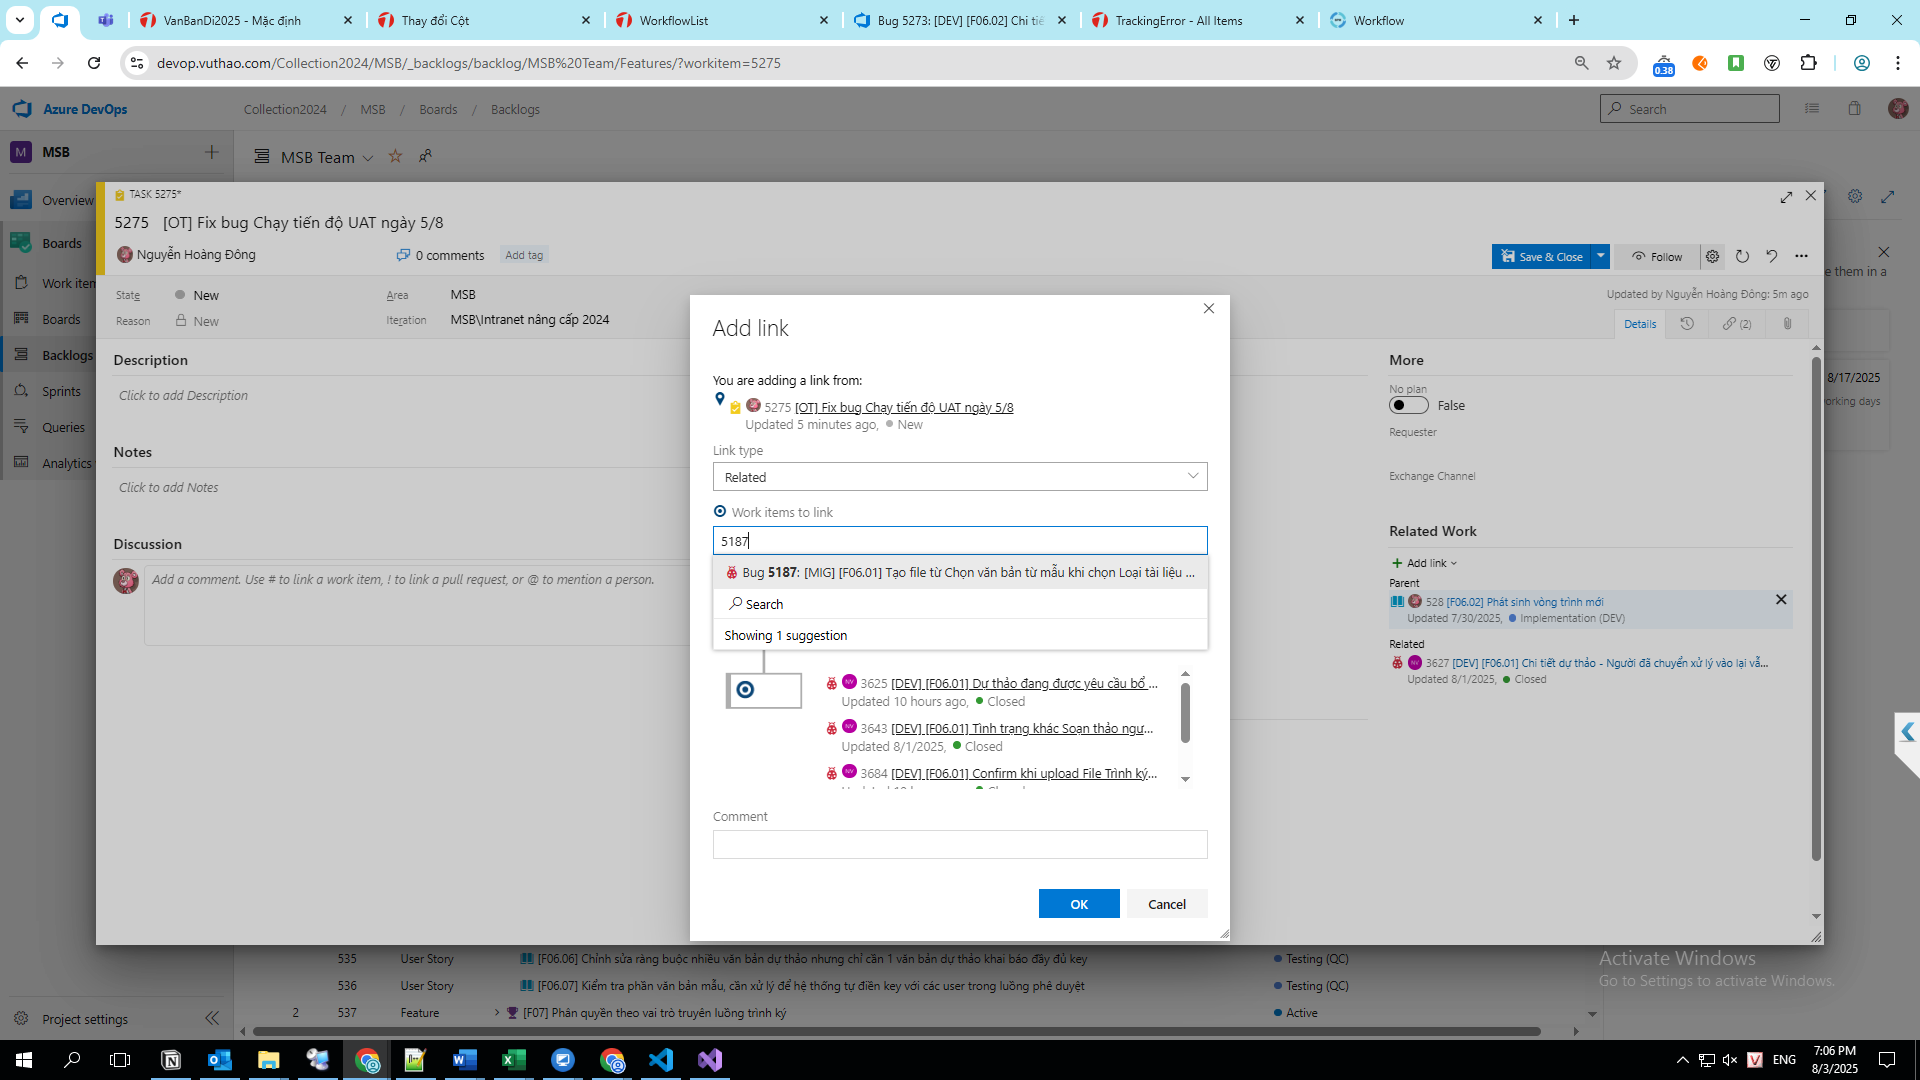 VanBanDi2025 - Mặc định
Thay đổi Cột
WorkflowList
Bug 5273: [DEV] [F06.02] Chi tiế
TrackingError - All Items
Workflow
devop.vuthao.com/Collection2024/MSB/_backlogs/backlog/MSB%20Team/Features/?workitem=5275
0.38
Azure DevOps
Collection2024 / MSB / Boards / Backlogs
Search
M MSB
MSB Team
Overview
Boards
Work item
Boards
Backlogs
Sprints
Queries
Analytics
Project settings
TASK 5275*
5275 [OT] Fix bug Chạy tiến độ UAT ngày 5/8
Nguyễn Hoàng Đông
0 comments
Add tag
Save & Close
Follow
State
New
Area
MSB
Reason
New
Iteration
MSB\Intranet nâng cấp 2024
Updated by Nguyễn Hoàng Đông: 5m ago
Details
(2)
e them in a
8/17/2025
orking days
Description
Click to add Description
Notes
Click to add Notes
Discussion
Add a comment. Use # to link a work item, ! to link a pull request, or @ to mention a person.
Add link
You are adding a link from:
5275 [OT] Fix bug Chạy tiến độ UAT ngày 5/8
Updated 5 minutes ago, New
Link type
Related
Work items to link
5187
Bug 5187: [MIG] [F06.01] Tạo file từ Chọn văn bản từ mẫu khi chọn Loại tài liệu ...
Search
Showing 1 suggestion
NV 3625 [DEV] [F06.01] Dự thảo đang được yêu cầu bổ ...
Updated 10 hours ago, Closed
NV 3643 [DEV] [F06.01] Tình trạng khác Soạn thảo ngư...
Updated 8/1/2025, Closed
NV 3684 [DEV] [F06.01] Confirm khi upload File Trình ký...
Comment
OK
Cancel
More
No plan
False
Requester
Exchange Channel
Related Work
Add link
Parent
528 [F06.02] Phát sinh vòng trình mới
Updated 7/30/2025, Implementation (DEV)
Related
NV 3627 [DEV] [F06.01] Chi tiết dự thảo - Người đã chuyển xử lý vào lại vẫ...
Updated 8/1/2025, Closed
535 User Story [F06.06] Chỉnh sửa ràng buộc nhiều văn bản dự thảo nhưng chỉ cần 1 văn bản dự thảo khai báo đầy đủ key Testing (QC)
536 User Story [F06.07] Kiểm tra phần văn bản mẫu, cần xử lý để hệ thống tự điền key với các user trong luồng phê duyệt Testing (QC)
2 537 Feature [F07] Phân quyền theo vai trò truyên luồng trình ký Active
Activate Windows
Go to Settings to activate Windows.
ENG
7:06 PM
8/3/2025